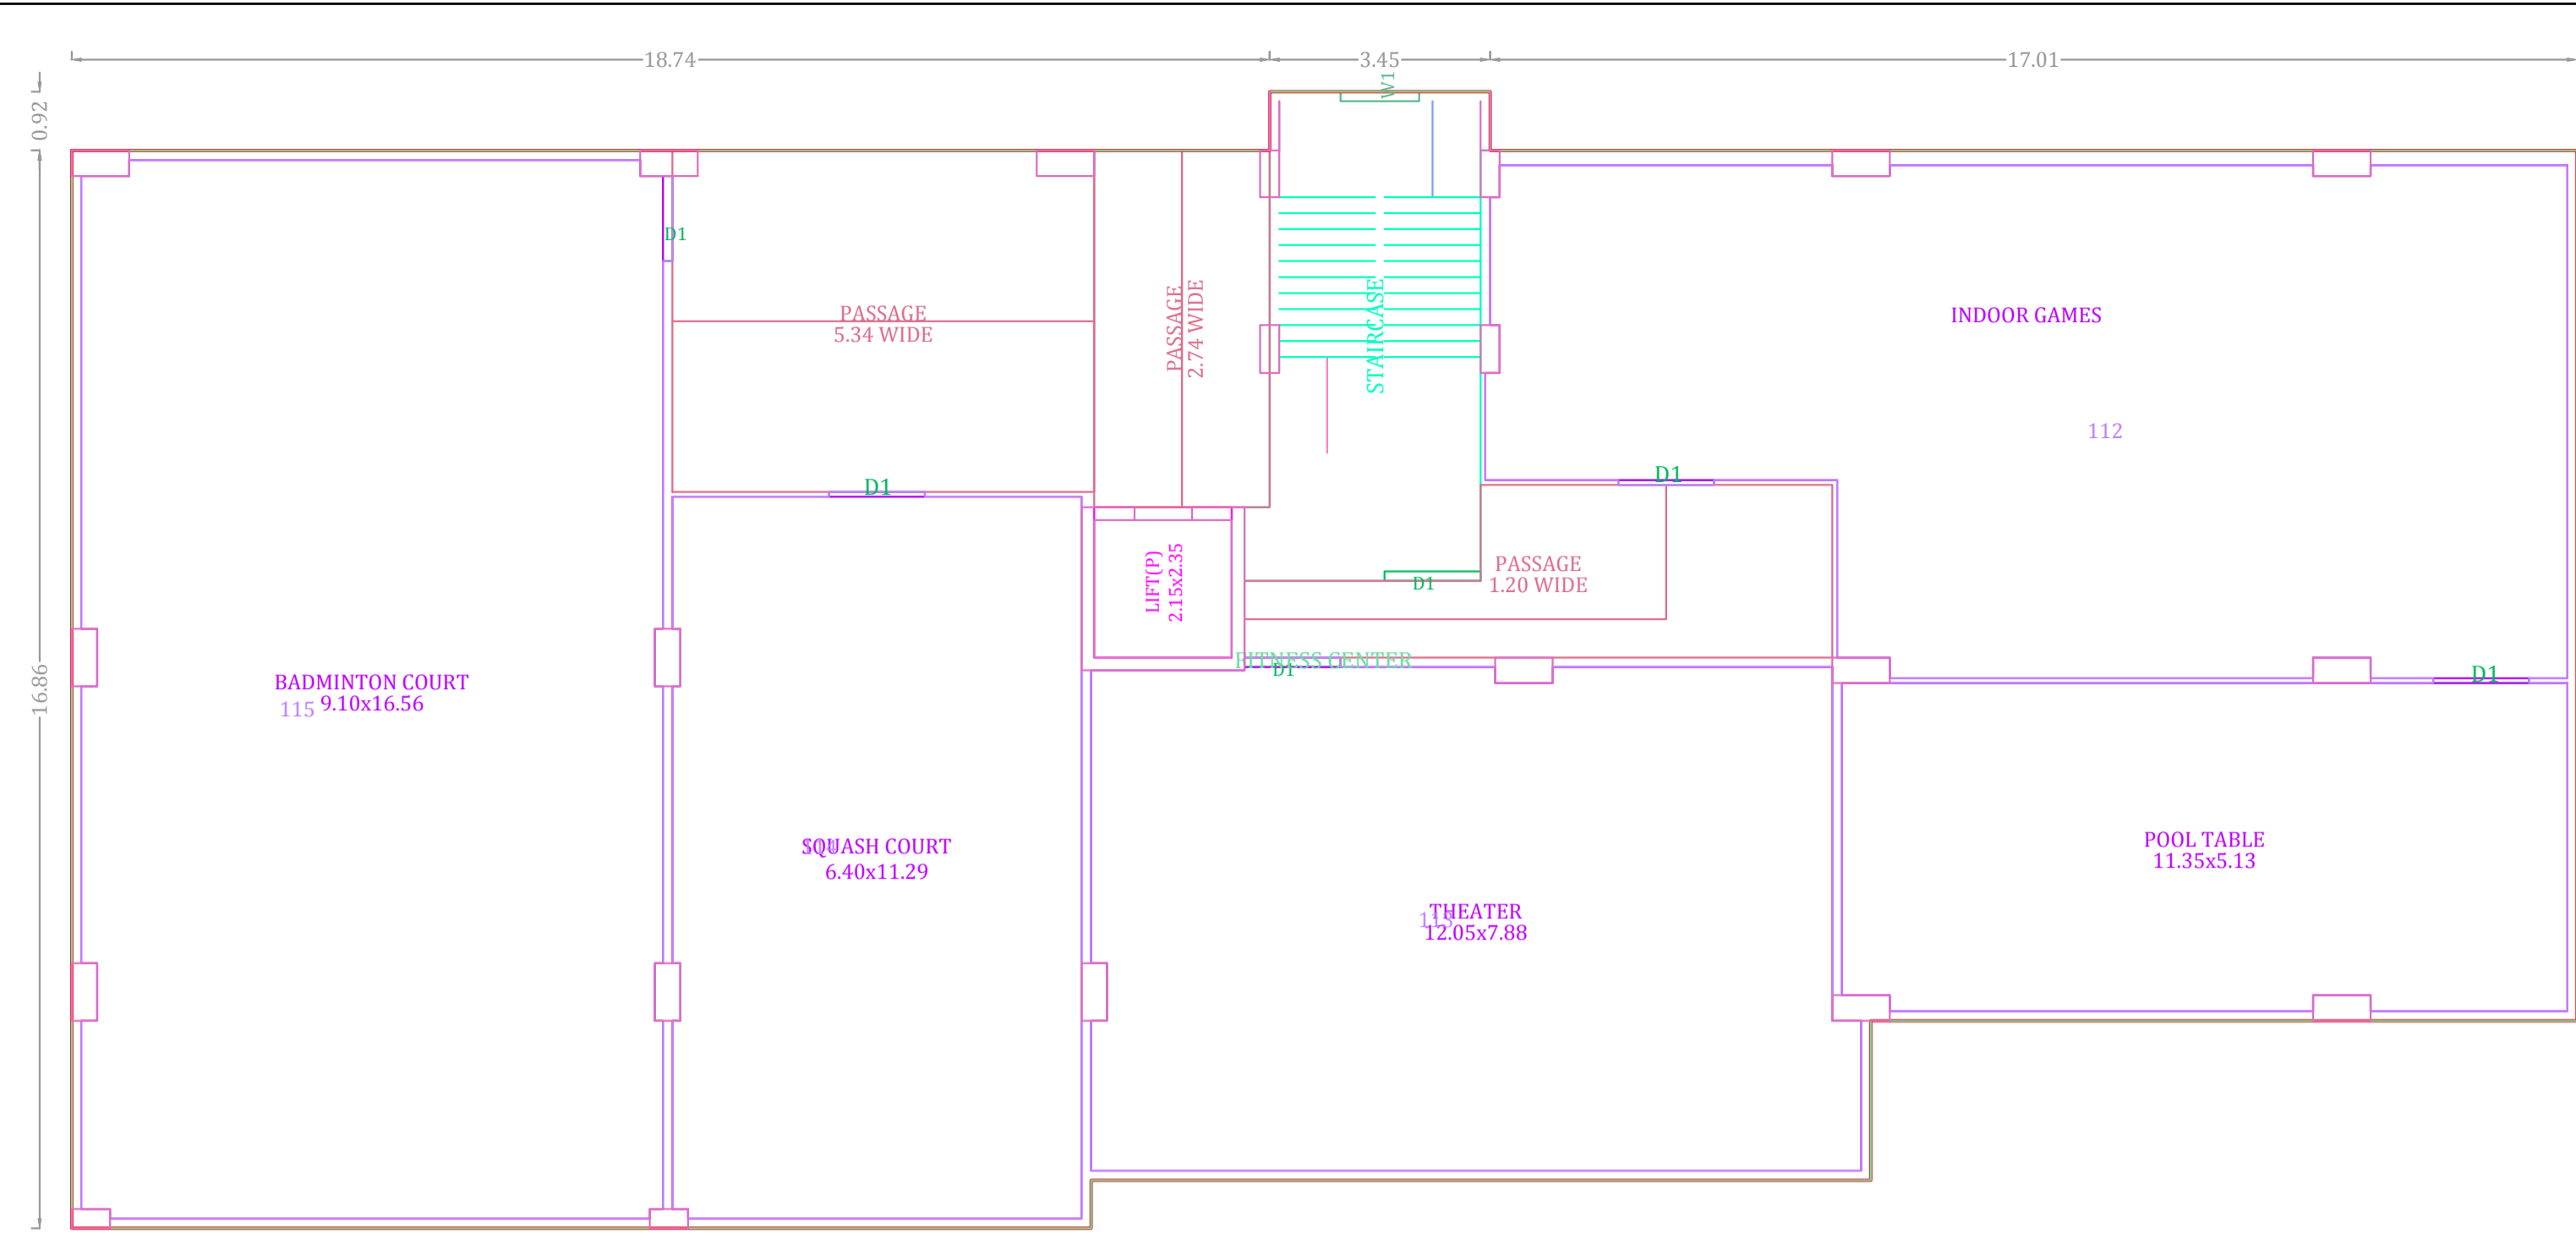 18.74
3.45
17.01
0.92
W1
D1
PASSAGE
5.34 WIDE
PASSAGE
2.74 WIDE
STAIRCASE
INDOOR GAMES
112
D1
D1
LIFT(P)
2.15x2.35
D1
PASSAGE
1.20 WIDE
FITNESS CENTER
D1
D1
16.86
BADMINTON COURT
115
9.10x16.56
SQUASH COURT
114
6.40x11.29
THEATER
113
12.05x7.88
POOL TABLE
11.35x5.13